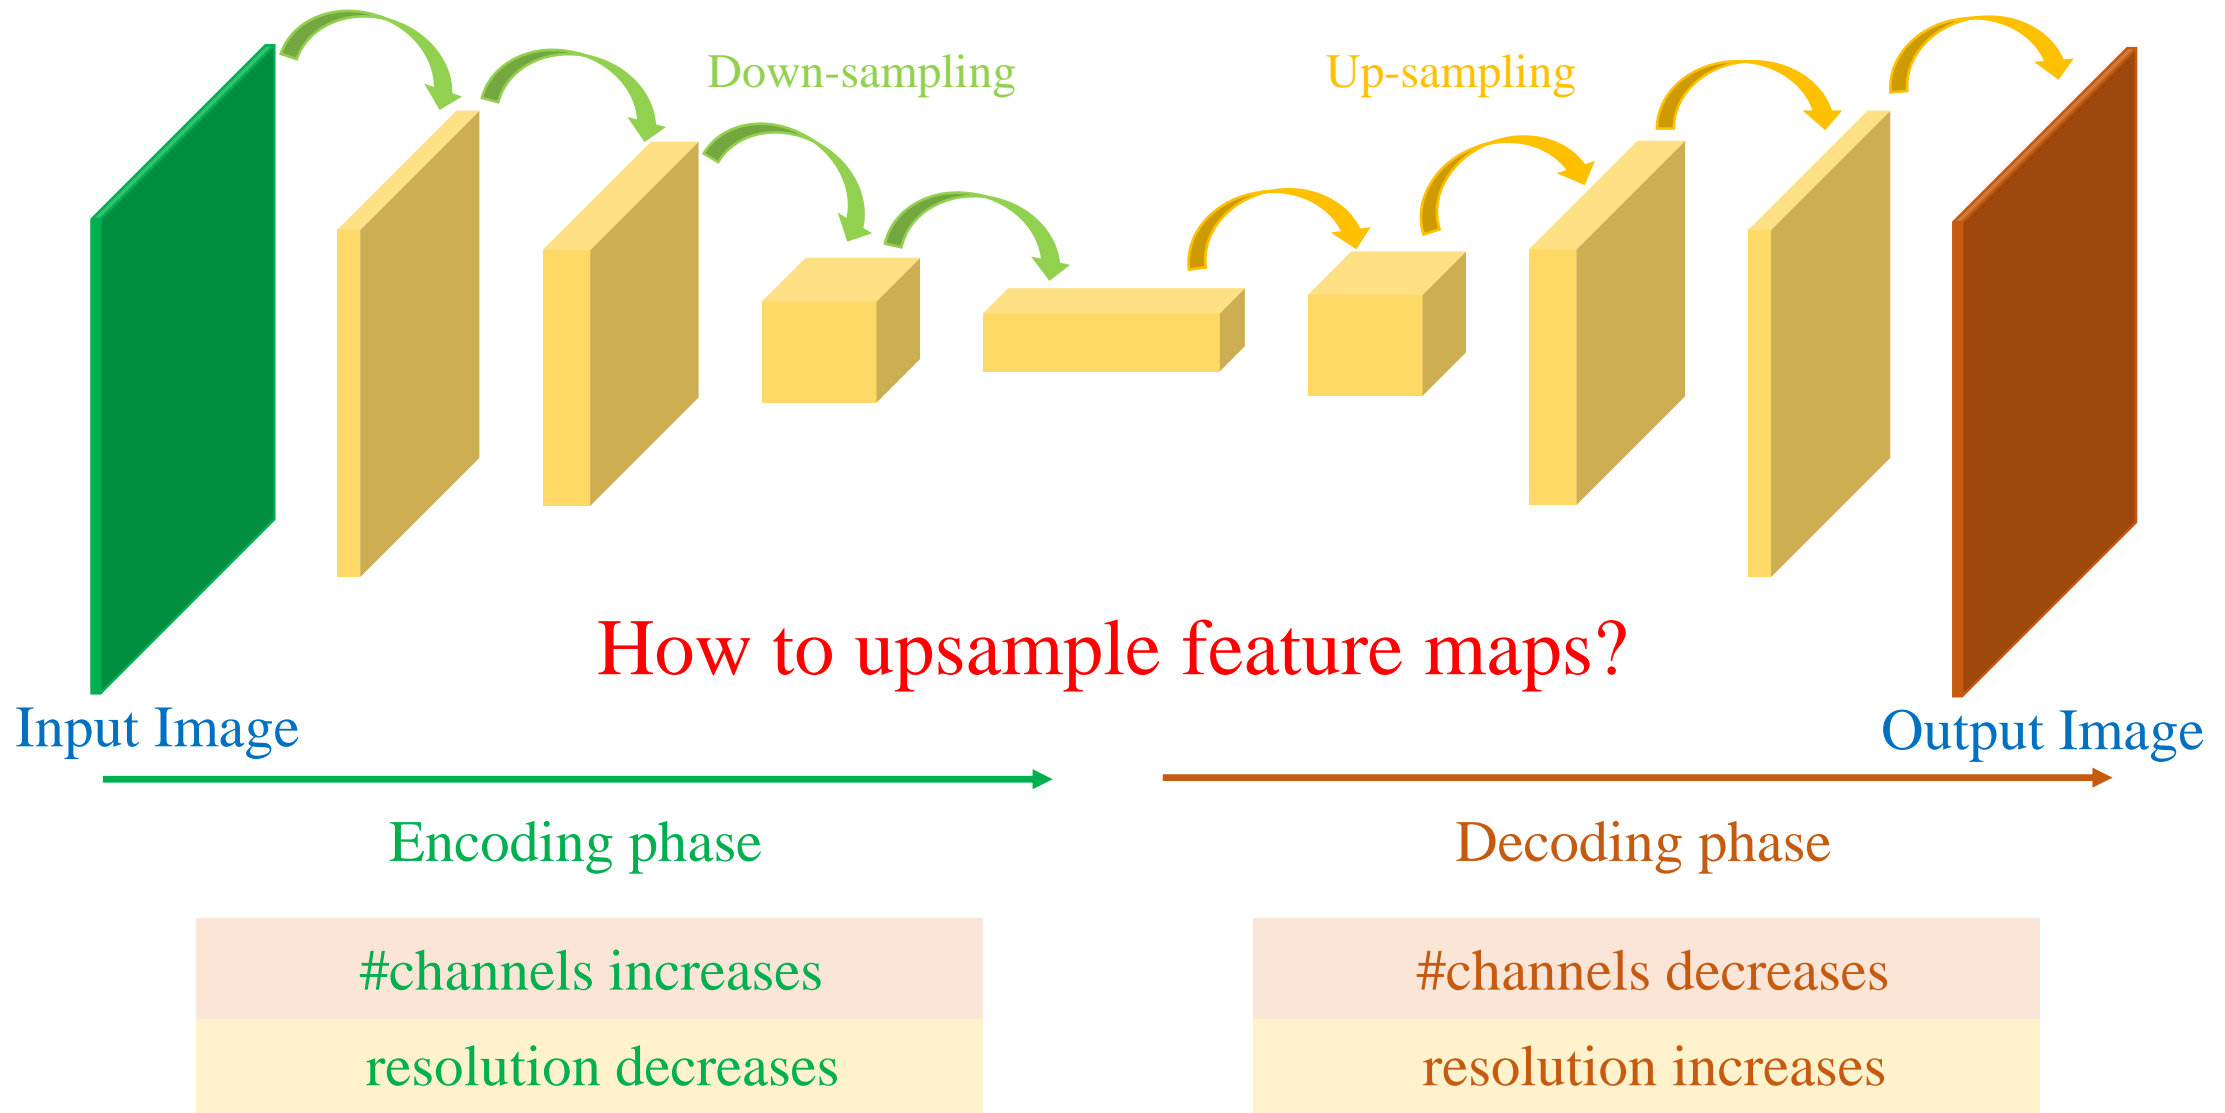 Down-sampling
Up-sampling
How to upsample feature maps?
Input Image
Output Image
Encoding phase
Decoding phase
#channels increases
#channels decreases
resolution decreases
resolution increases